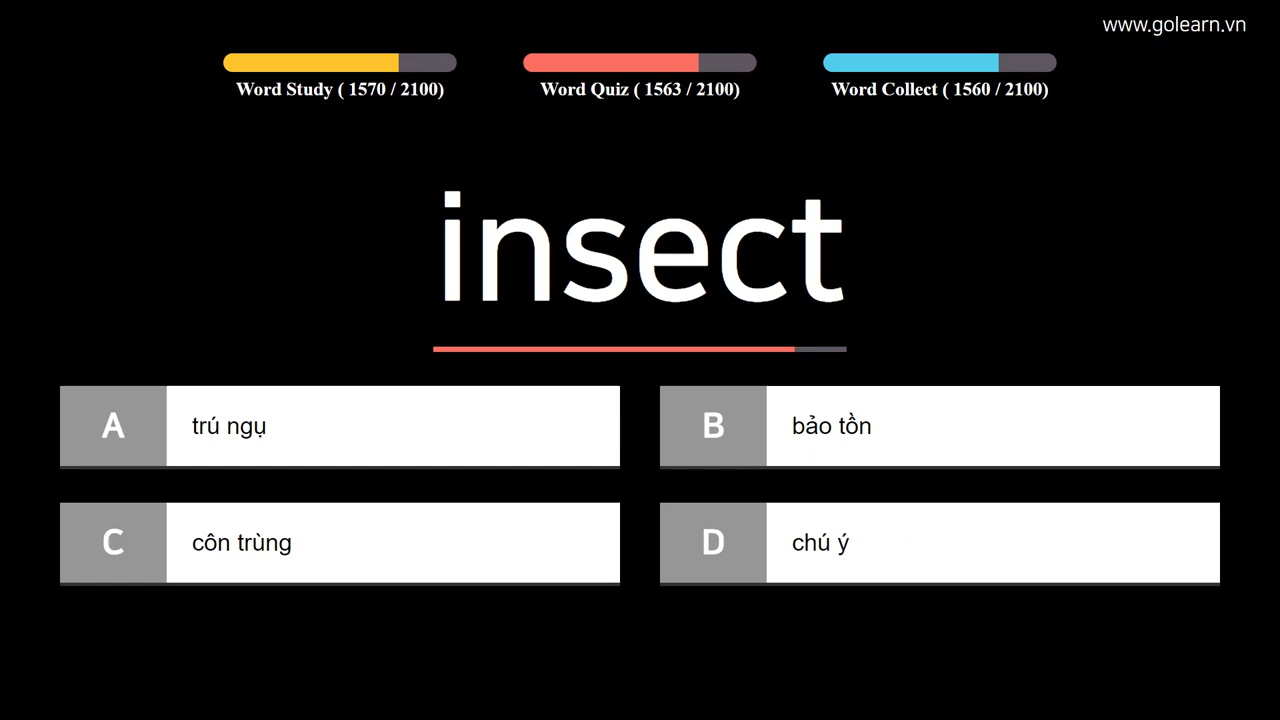 www.golearn.vn
Word Study ( 1570 / 2100)
Word Quiz ( 1563 / 2100)
Word Collect ( 1560 / 2100)
insect
A trú ngụ
B bảo tồn
C côn trùng
D chú ý